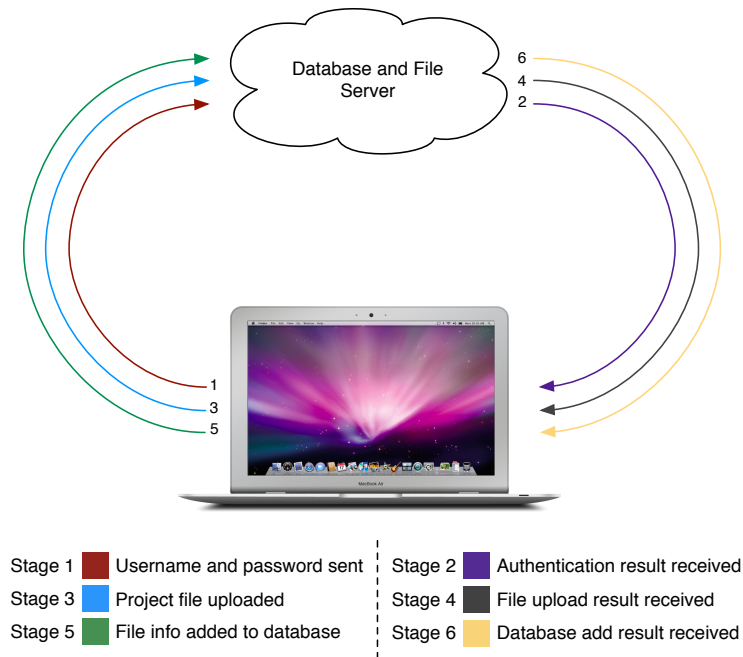 Database and File
Server
6
4
2
1
3
5
MacBook Air
Stage 1 Username and password sent
Stage 2 Authentication result received
Stage 3 Project file uploaded
Stage 4 File upload result received
Stage 5 File info added to database
Stage 6 Database add result received